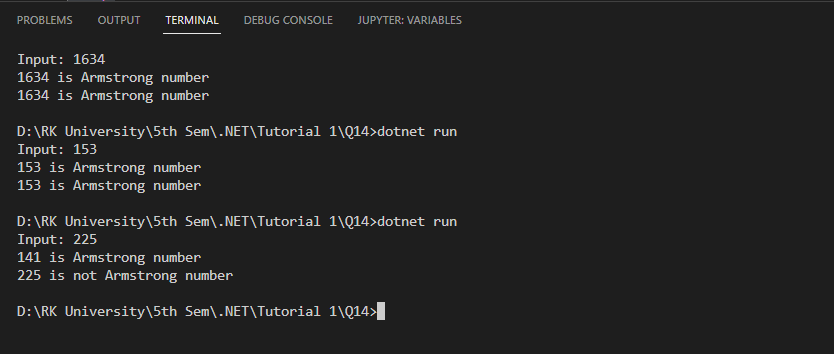 PROBLEMS OUTPUT TERMINAL DEBUG CONSOLE JUPYTER: VARIABLES
Input: 1634
1634 is Armstrong number
1634 is Armstrong number
D:\RK University\5th Sem\.NET\Tutorial 1\Q14>dotnet run
Input: 153
153 is Armstrong number
153 is Armstrong number
D:\RK University\5th Sem\.NET\Tutorial 1\Q14>dotnet run
Input: 225
141 is Armstrong number
225 is not Armstrong number
D:\RK University\5th Sem\.NET\Tutorial 1\Q14>